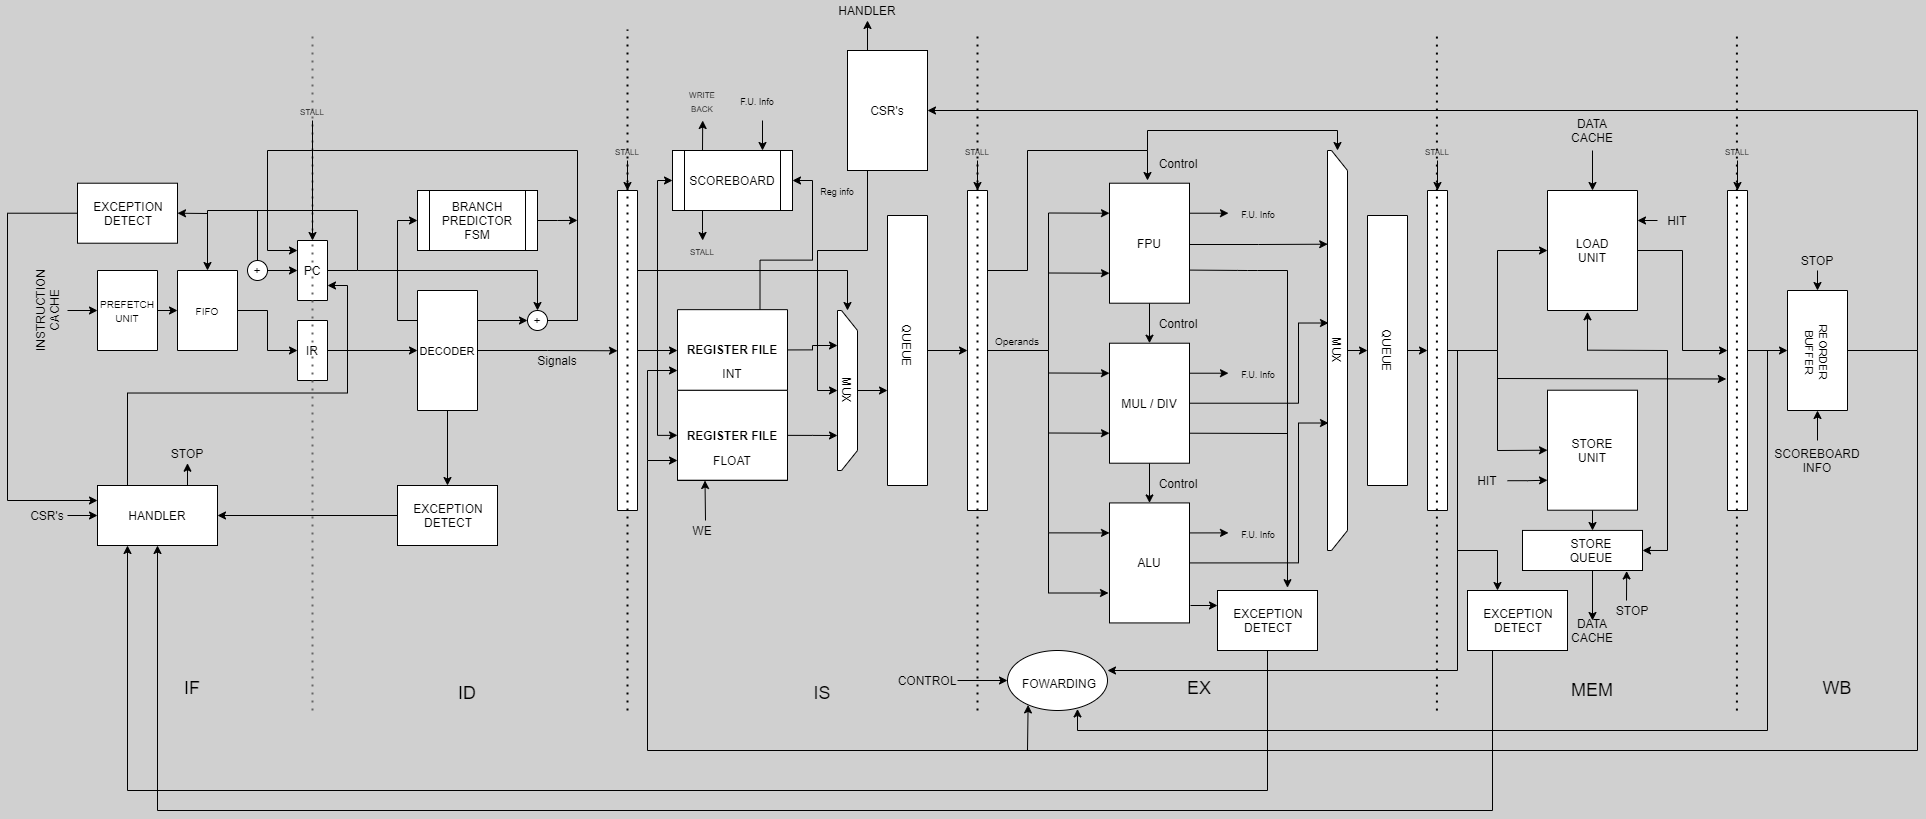 HANDLER
CSR's
WRITE
BACK
F.U. Info
STALL
STALL
STALL
STALL
STALL
DATA
CACHE
SCOREBOARD
Reg info
STALL
Control
EXCEPTION
DETECT
BRANCH
PREDICTOR
FSM
PC
+
INSTRUCTION
CACHE
PREFETCH
UNIT
FIFO
IR
DECODER
+
Signals
REGISTER FILE
INT
REGISTER FILE
FLOAT
WE
MUX
QUEUE
Operands
FPU
F.U. Info
Control
MUL / DIV
F.U. Info
Control
ALU
F.U. Info
MUX
QUEUE
LOAD
UNIT
HIT
STORE
UNIT
HIT
STORE
QUEUE
STOP
DATA
CACHE
STOP
REORDER
BUFFER
SCOREBOARD
INFO
STOP
CSR's
HANDLER
EXCEPTION
DETECT
EXCEPTION
DETECT
EXCEPTION
DETECT
CONTROL
FOWARDING
IF
ID
IS
EX
MEM
WB